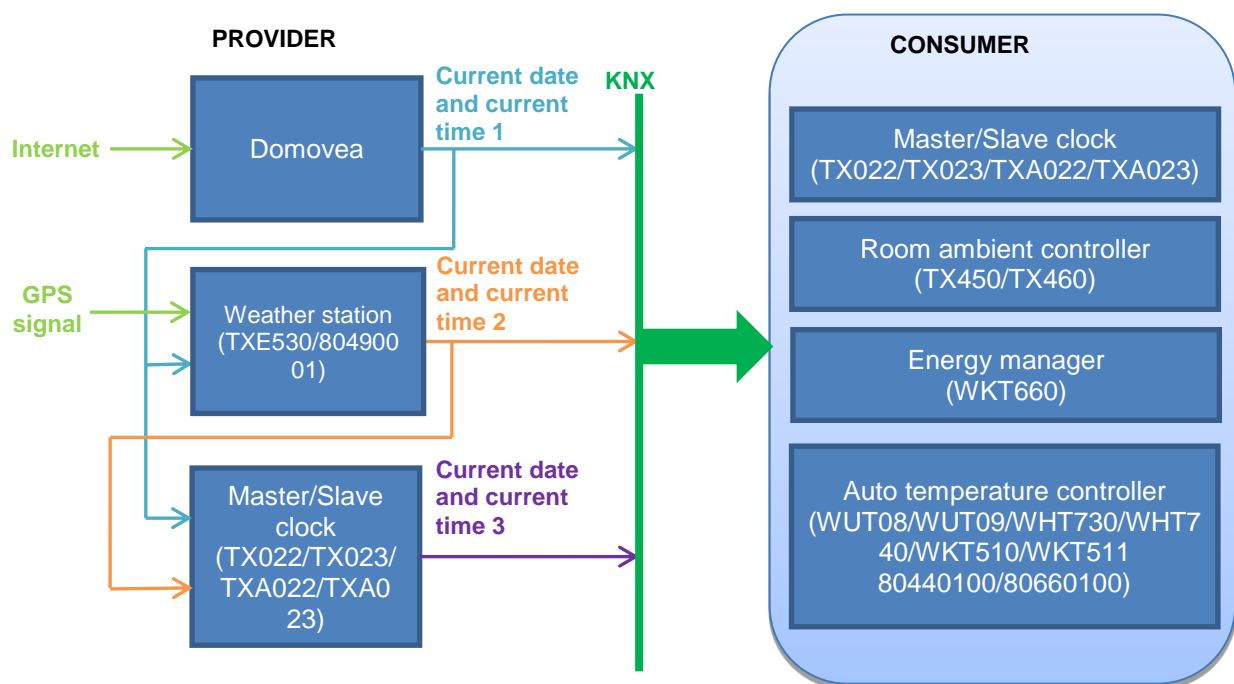 PROVIDER
Internet
Domovea
Current date
and current
time 1
KNX
GPS
signal
Weather station
(TXE530/80490
01)
Current date
and current
time 2
Master/Slave
clock
(TX022/TX023/
TXA022/TXA0
23)
Current date
and current
time 3
CONSUMER
Master/Slave clock
(TX022/TX023/TXA022/TXA023)
Room ambient controller
(TX450/TX460)
Energy manager
(WKT660)
Auto temperature controller
(WUT08/WUT09/WHT730/WHT7
40/WKT510/WKT511
80440100/80660100)